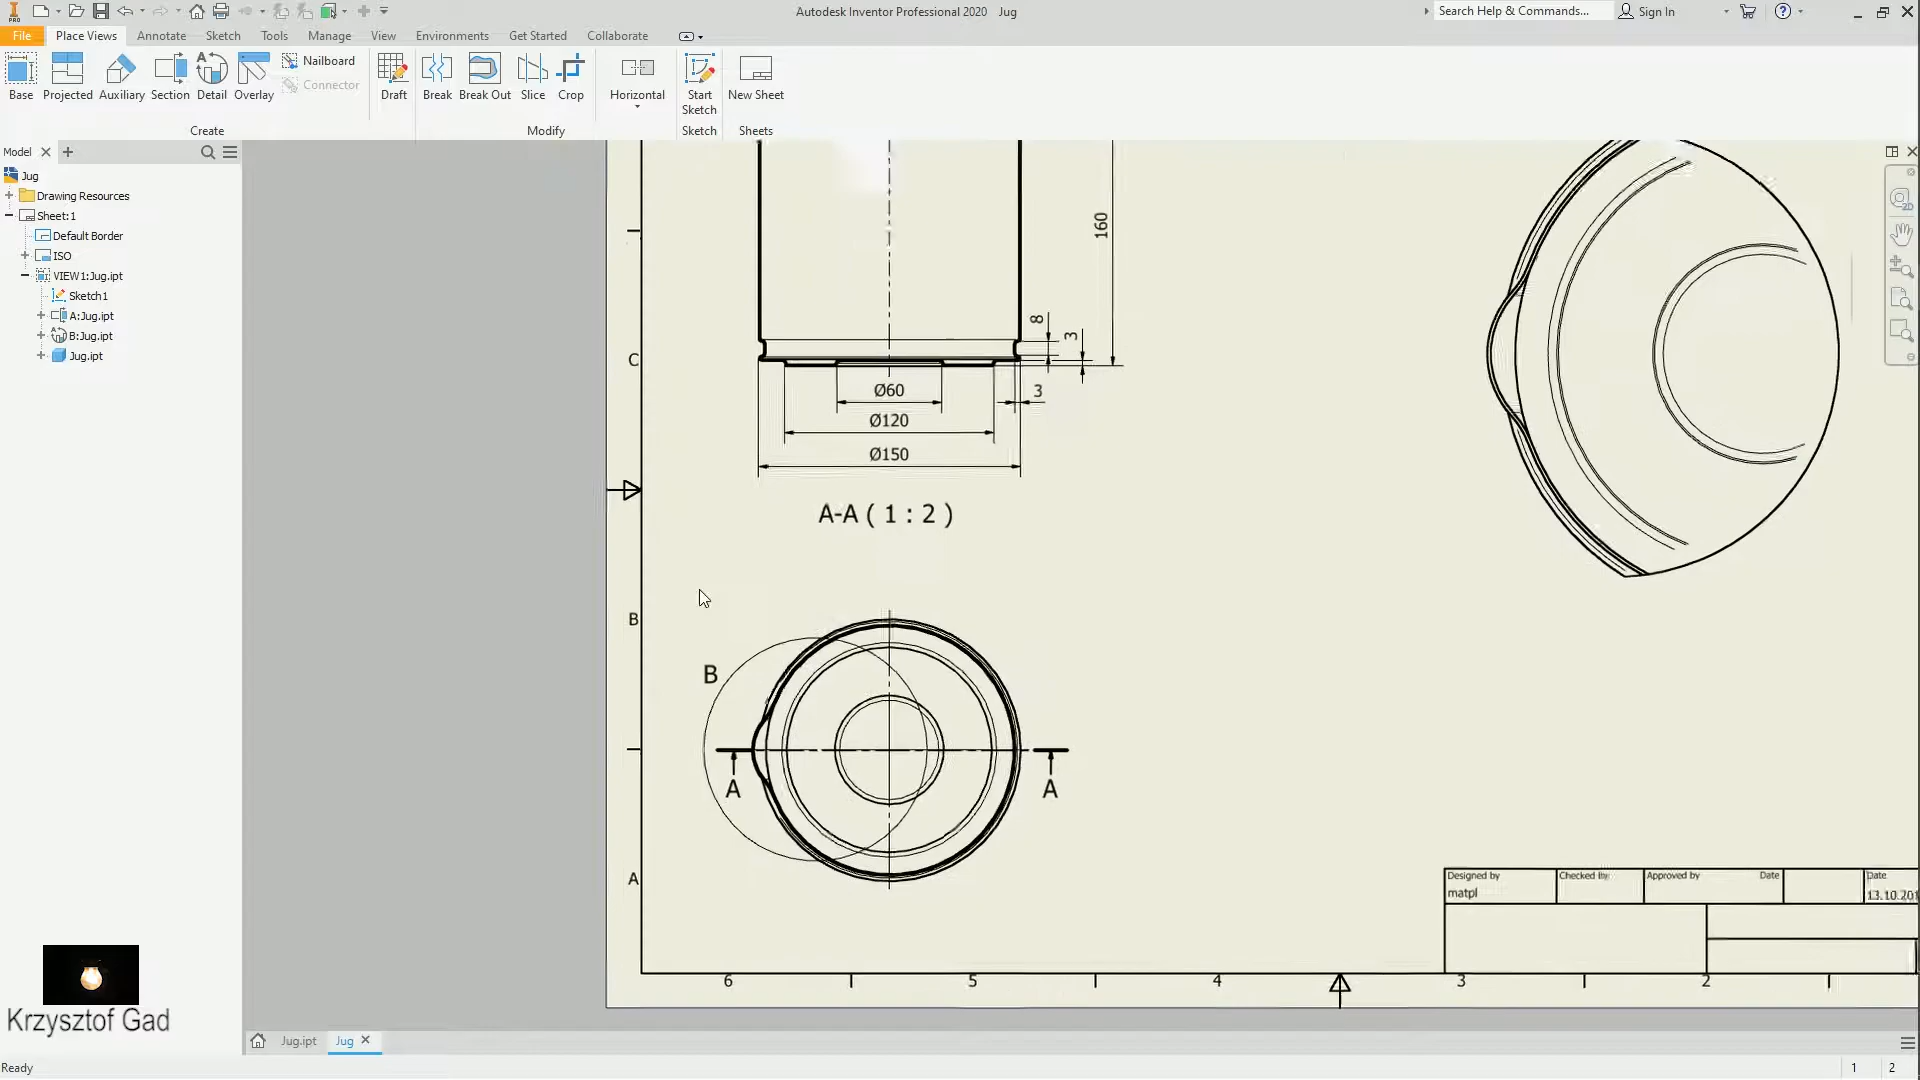 Autodesk Inventor Professional 2020 Jug
Search Help & Commands...
Sign In
File
Place Views
Annotate
Sketch
Tools
Manage
View
Environments
Get Started
Collaborate
Base
Projected
Auxiliary
Section
Detail
Overlay
Nailboard
Connector
Draft
Break
Break Out
Slice
Crop
Horizontal
Start
Sketch
New Sheet
Create
Modify
Sketch
Sheets
Model
Jug
Drawing Resources
Sheet:1
Default Border
ISO
VIEW1:Jug.ipt
Sketch1
A:Jug.ipt
B:Jug.ipt
Jug.ipt
160
8
3
C
Ø60
3
Ø120
Ø150
A-A ( 1 : 2 )
B
B
A
A
A
Designed by
matpl
Checked by
Approved by
Date
Date
13.10.201
6
5
4
3
2
Krzysztof Gad
Jug.ipt
Jug
Ready
1
2